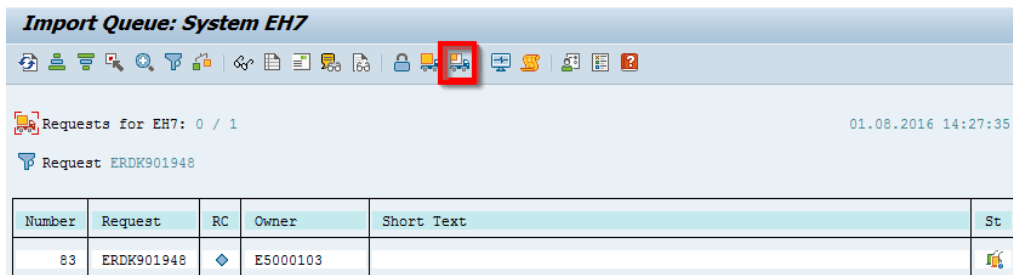 Import Queue: System EH7
Requests for EH7: 0 / 1 01.08.2016 14:27:35
Request ERDK901948
Number Request RC Owner Short Text St
83 ERDK901948 E5000103